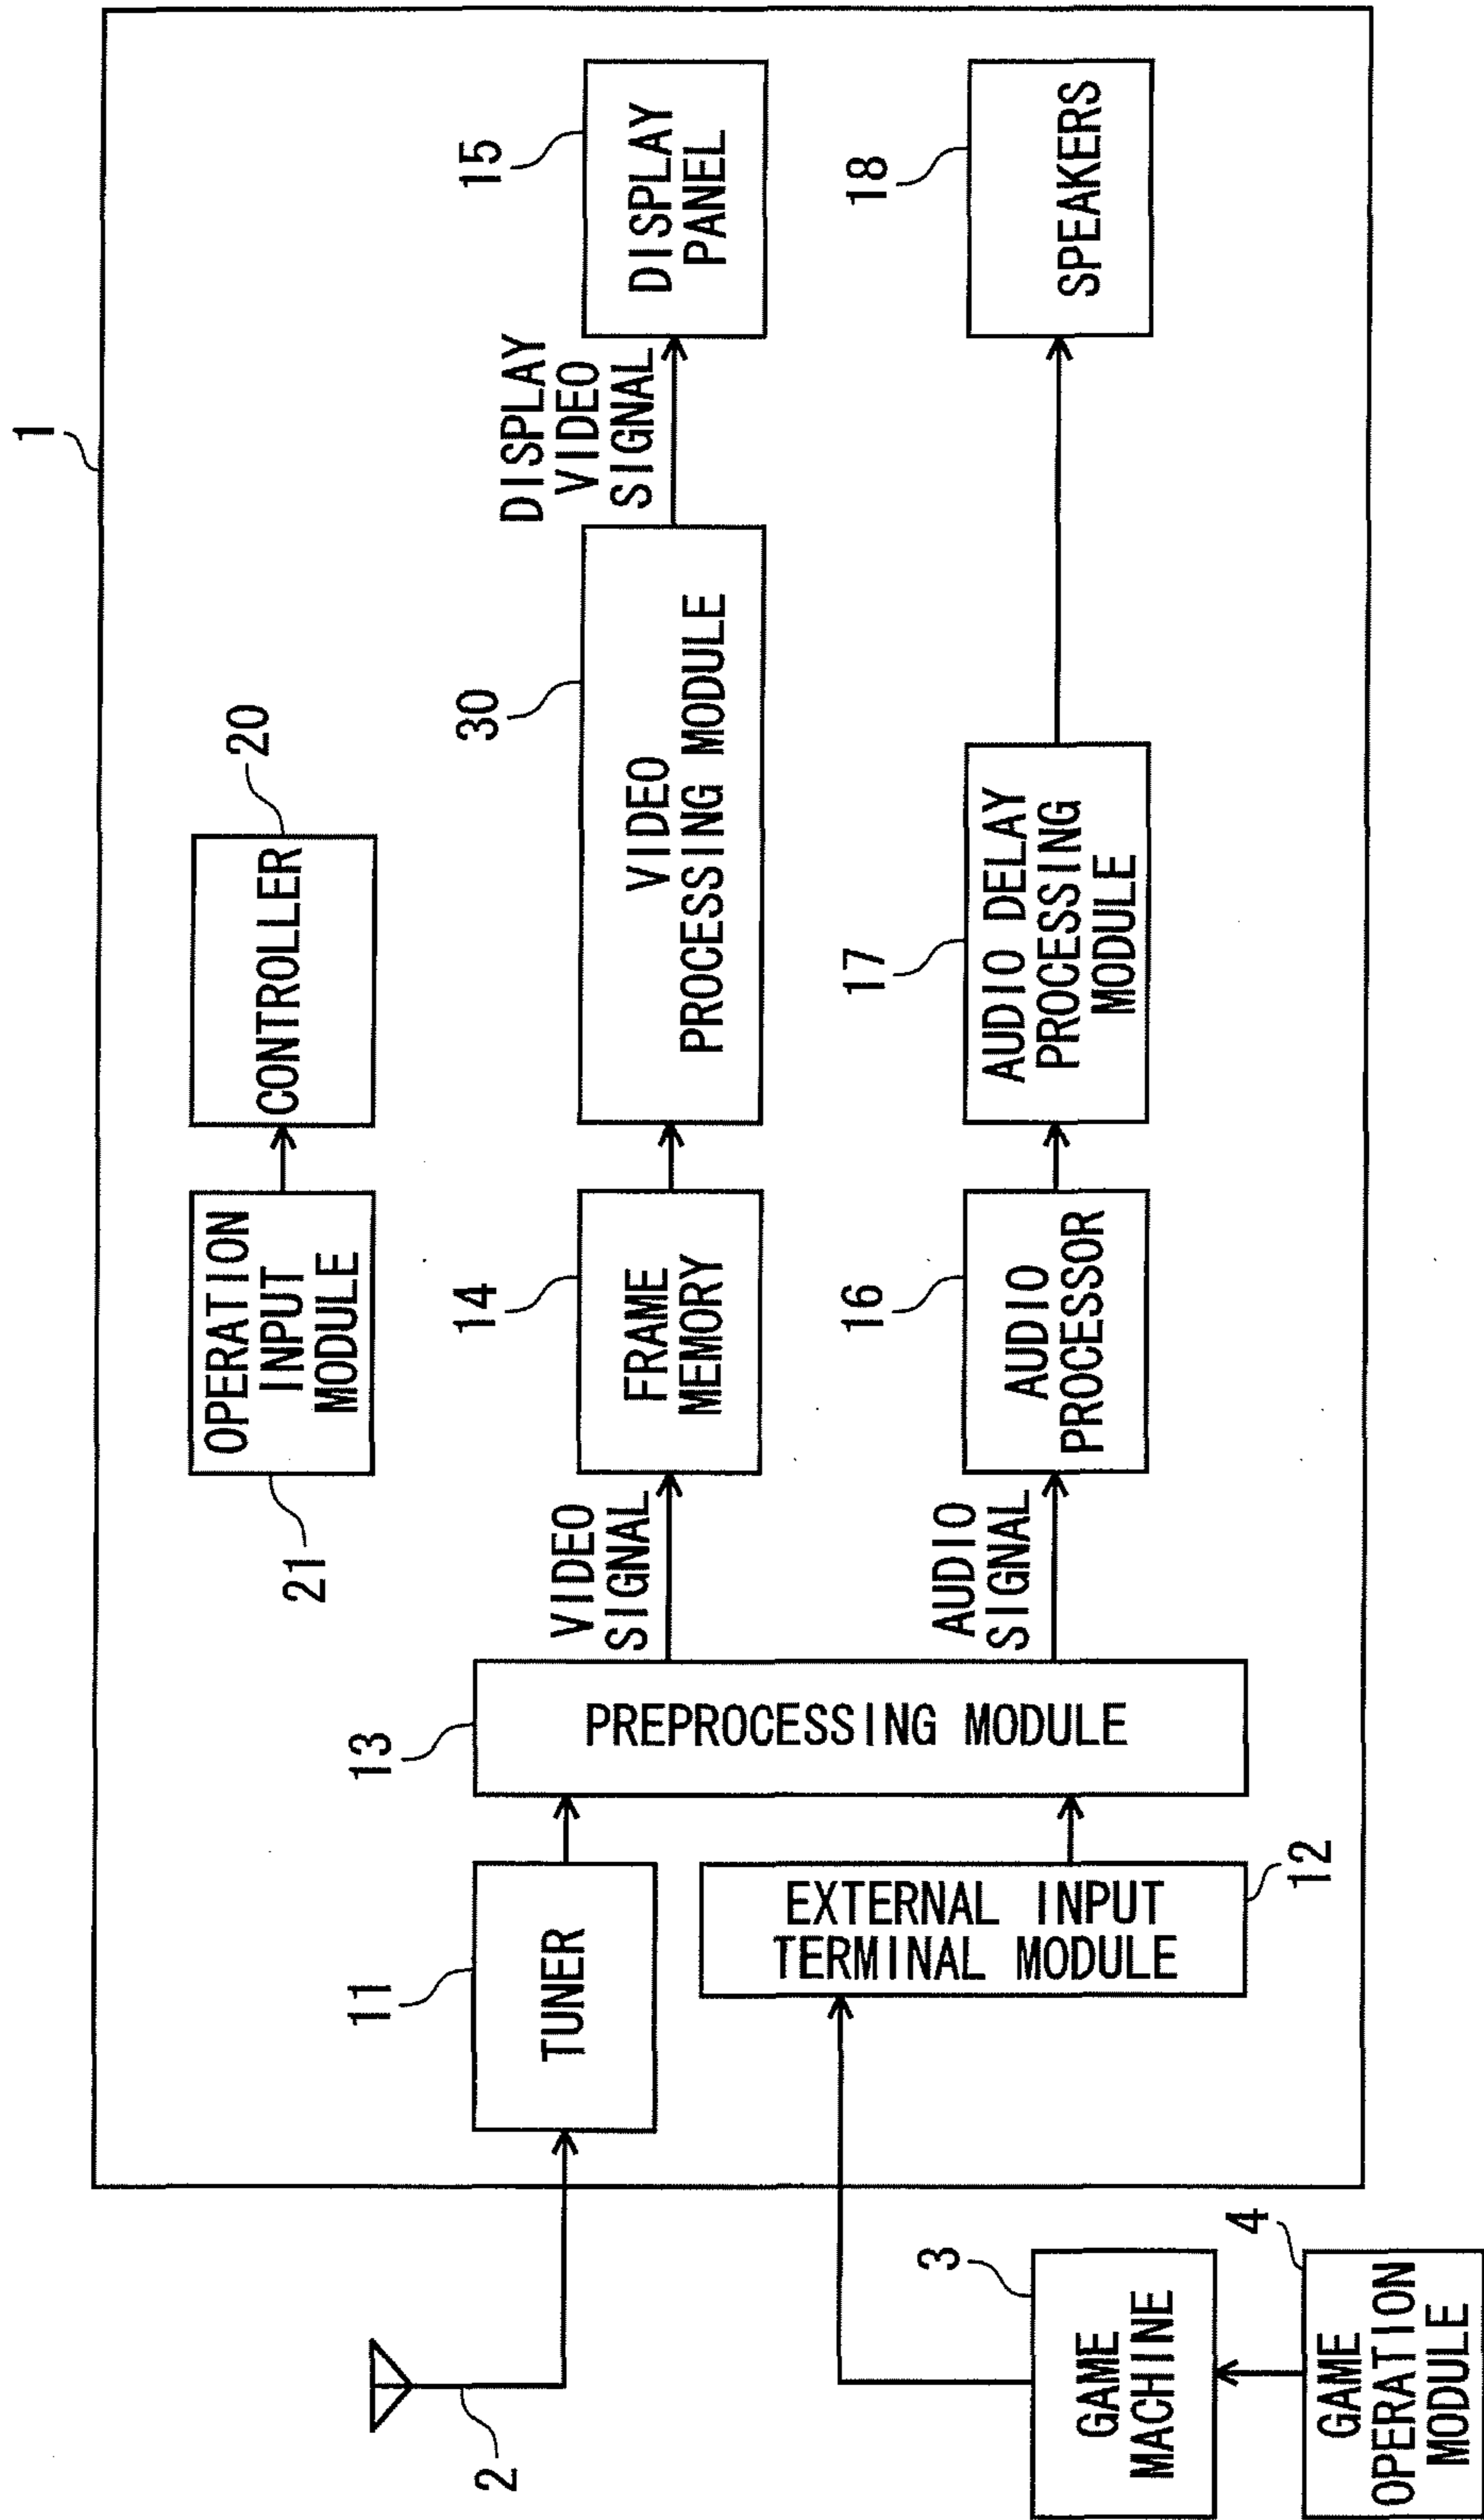 1
OPERATION
INPUT
MODULE
21
CONTROLLER
20
2
TUNER
11
13
PREPROCESSING MODULE
VIDEO
SIGNAL
FRAME
MEMORY
14
VIDEO
PROCESSING MODULE
30
DISPLAY
VIDEO
SIGNAL
DISPLAY
PANEL
15
EXTERNAL INPUT
TERMINAL MODULE
12
AUDIO
SIGNAL
AUDIO
PROCESSOR
16
AUDIO DELAY
PROCESSING
MODULE
17
SPEAKERS
18
GAME
MACHINE
3
GAME
OPERATION
MODULE
4